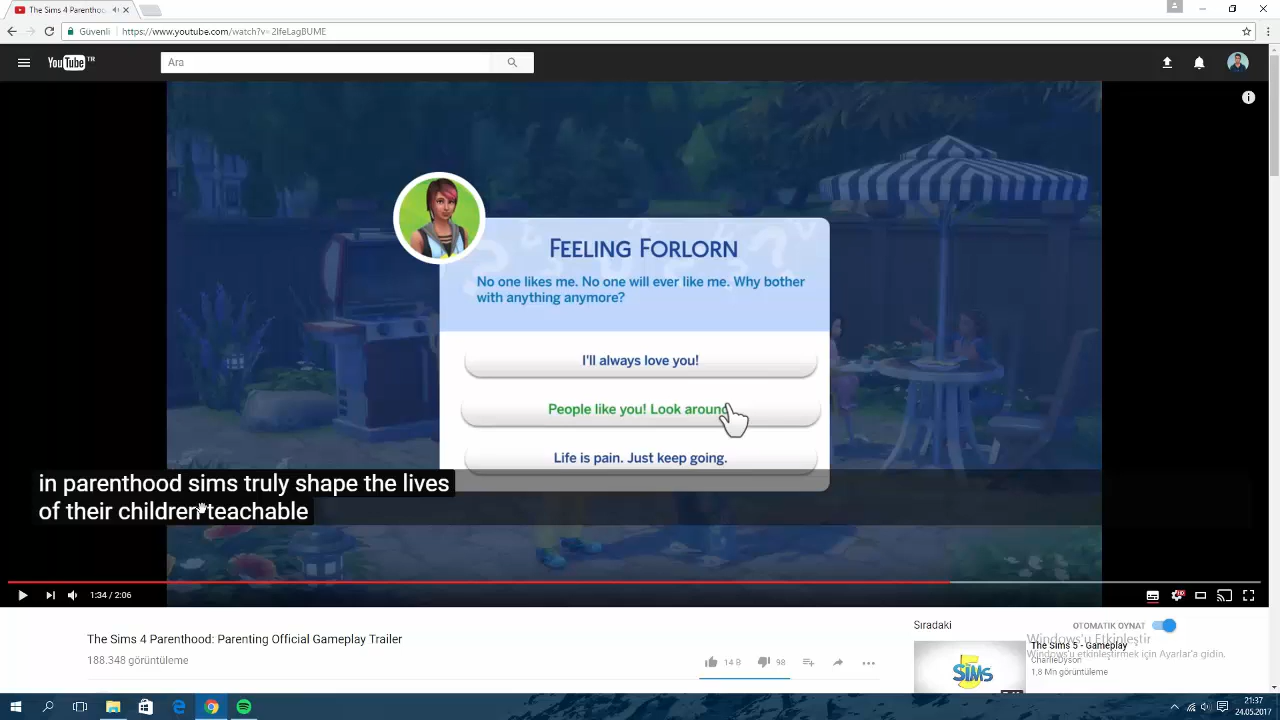 The Sims 4 Parenthoo
Güvenli
https://www.youtube.com/watch?v=2IfeLagBUME
YouTube TR
Ara
FEELING FORLORN
No one likes me. No one will ever like me. Why bother
with anything anymore?
I'll always love you!
People like you! Look around
Life is pain. Just keep going.
in parenthood sims truly shape the lives
of their children teachable
1:34 / 2:06
The Sims 4 Parenthood: Parenting Official Gameplay Trailer
188.348 görüntüleme
14 B
98
Sıradaki
OTOMATİK OYNAT
Windows'u Etkinleştir
Windows'u etkinleştirmek için Ayarlar'a gidin.
SIMS
The Sims 5 - Gameplay
CharlieDyson
1,8 Mn görüntüleme
21:37
24.05.2017